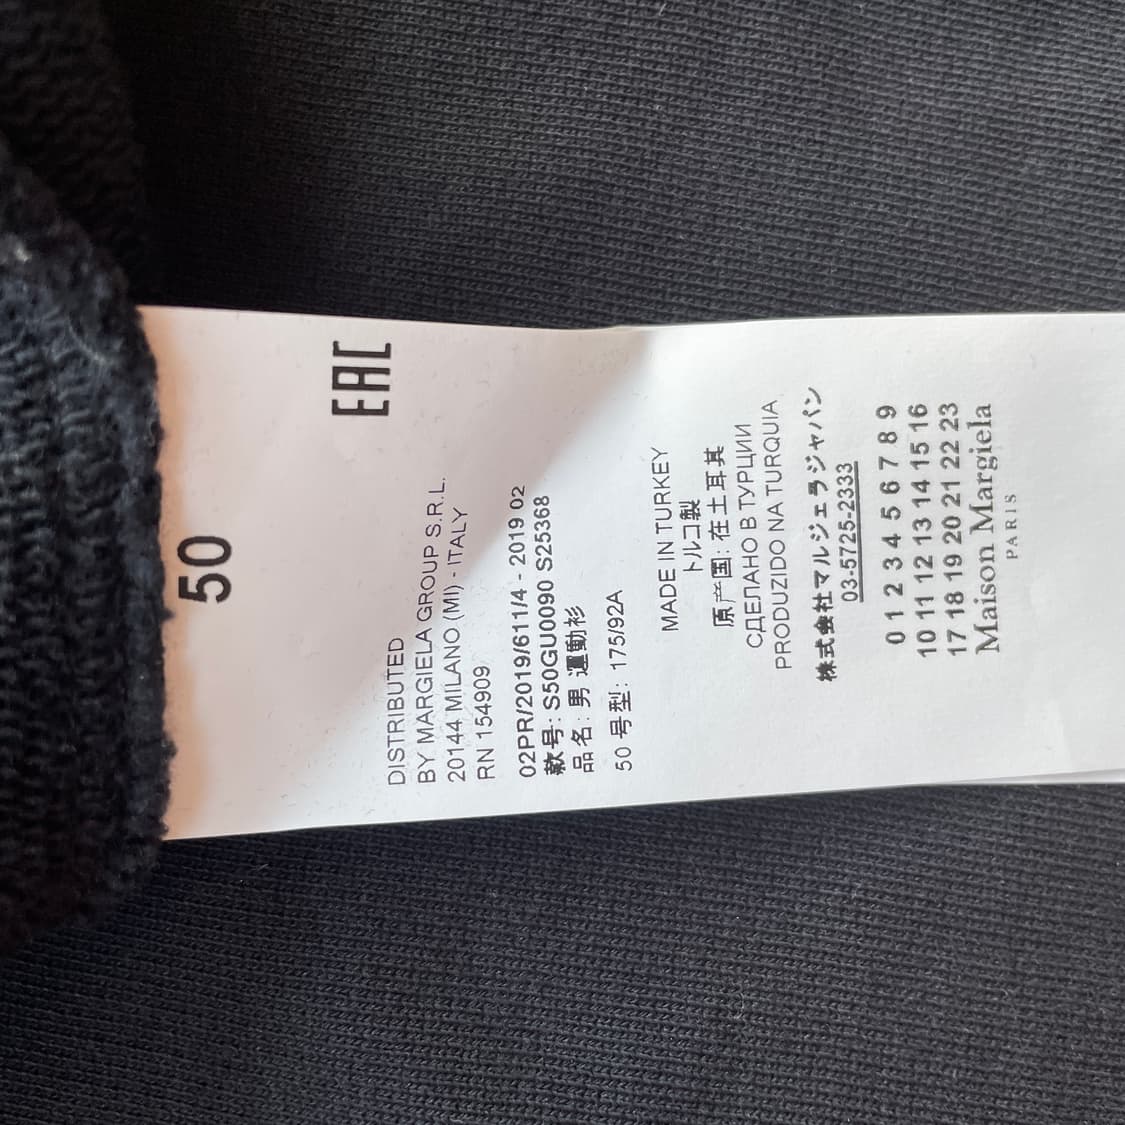 50
EAC
DISTRIBUTED
BY MARGIELA GROUP S.R.L.
20144 MILANO (MI) - ITALY
RN 154909
02PR/2019/611/4 - 2019 02
款号: S50GU0090 S25368
品名: 男 運動衫
50 号型: 175/92A
MADE IN TURKEY
トルコ製
原产国: 在土耳其
СДЕЛАНО В ТУРЦИИ
PRODUZIDO NA TURQUIA
株式会社マルジェラジャパン
03-5725-2333
0 1 2 3 4 5 6 7 8 9
10 11 12 13 14 15 16
17 18 19 20 21 22 23
Maison Margiela
PARIS